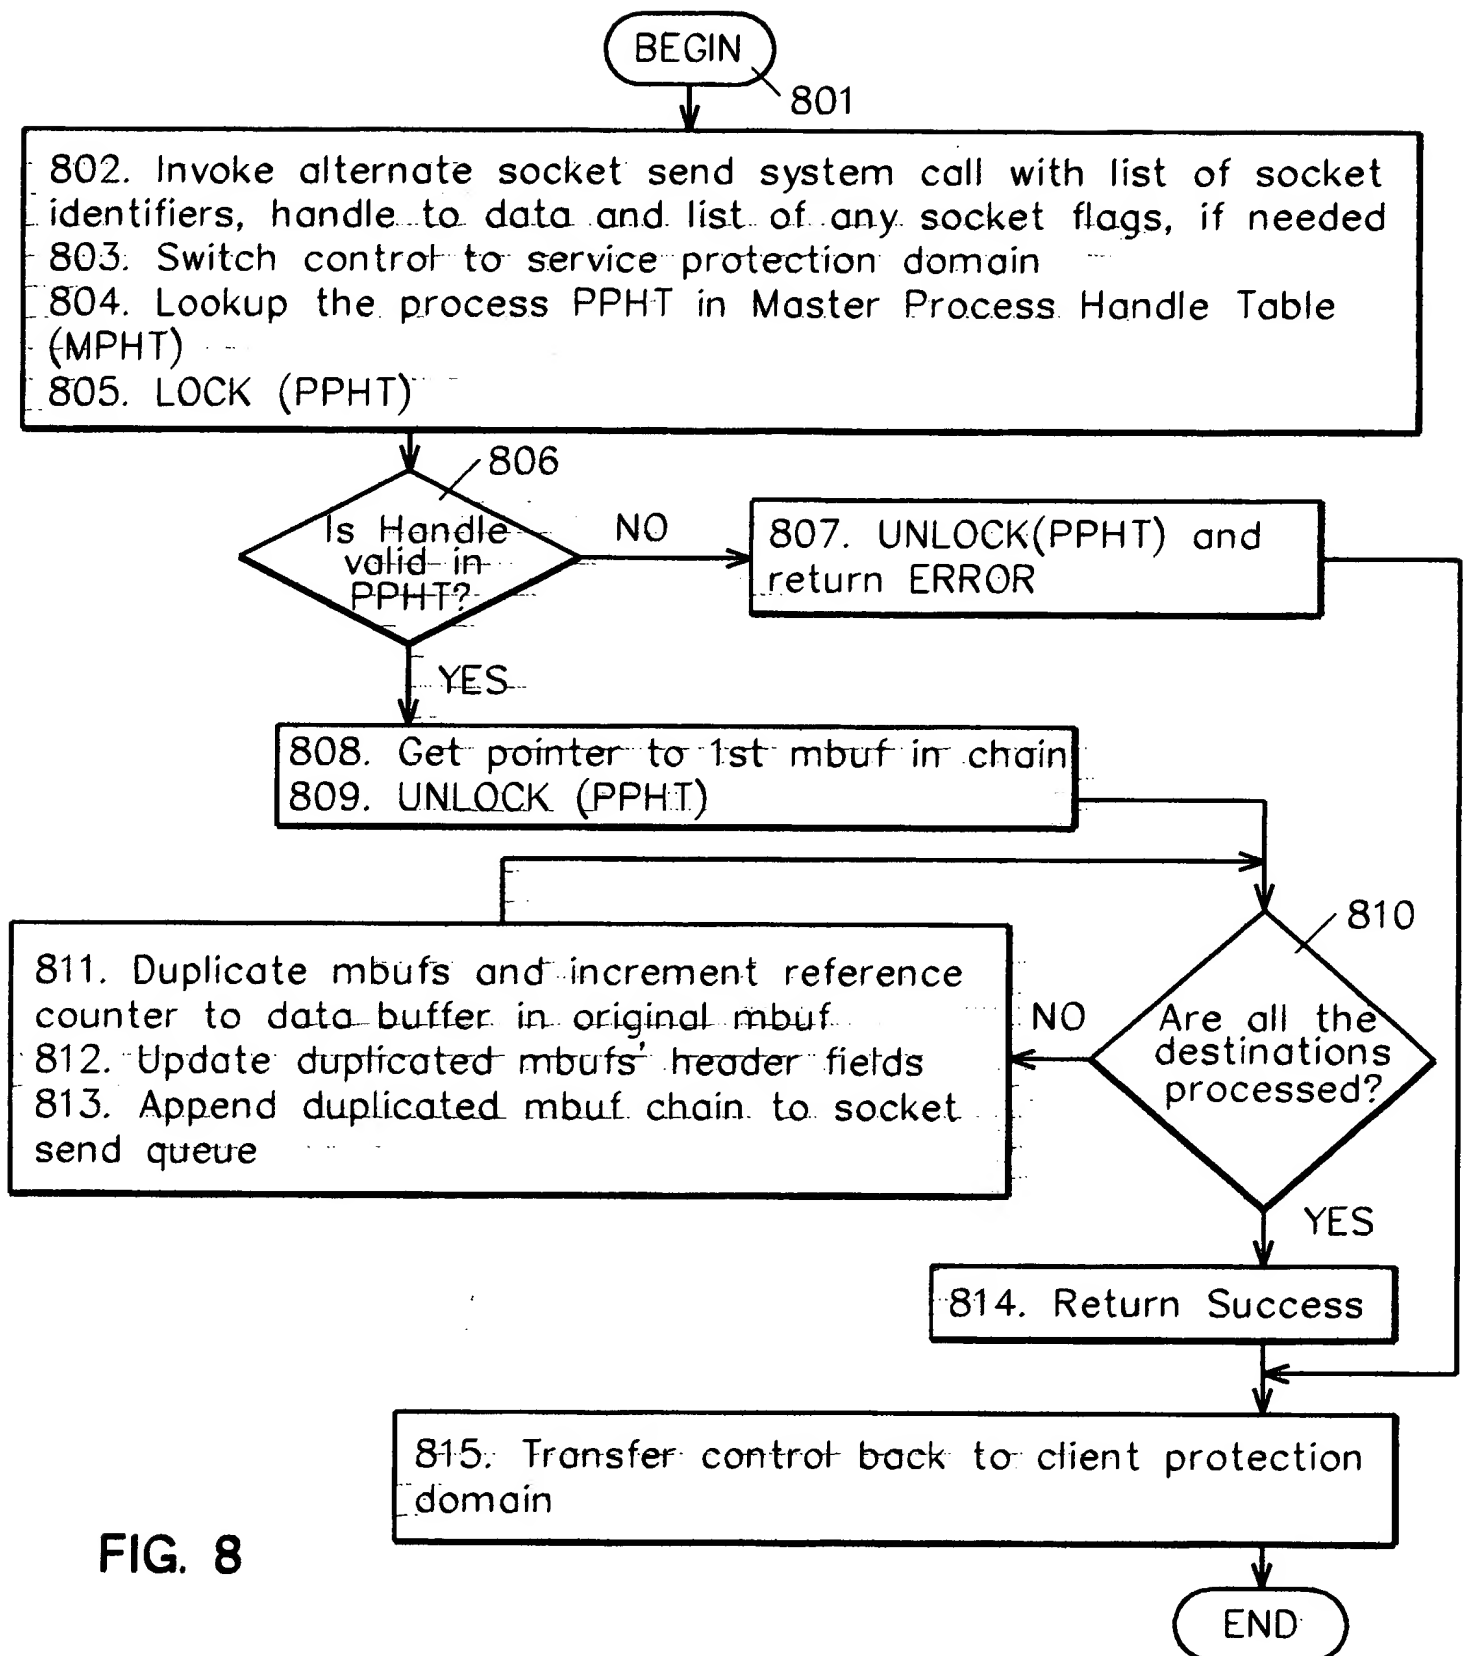 BEGIN
801
802. Invoke alternate socket send system call with list of socket
identifiers, handle to data and list of any socket flags, if needed
803. Switch control to service protection domain
804. Lookup the process PPHT in Master Process Handle Table
(MPHT)
805. LOCK (PPHT)
806
Is Handle
valid in
PPHT?
NO
807. UNLOCK(PPHT) and
return ERROR
YES
808. Get pointer to 1st mbuf in chain
809. UNLOCK (PPHT)
810
Are all the
destinations
processed?
NO
811. Duplicate mbufs and increment reference
counter to data buffer in original mbuf
812. Update duplicated mbufs' header fields
813. Append duplicated mbuf chain to socket
send queue
YES
814. Return Success
815. Transfer control back to client protection
domain
END
FIG. 8